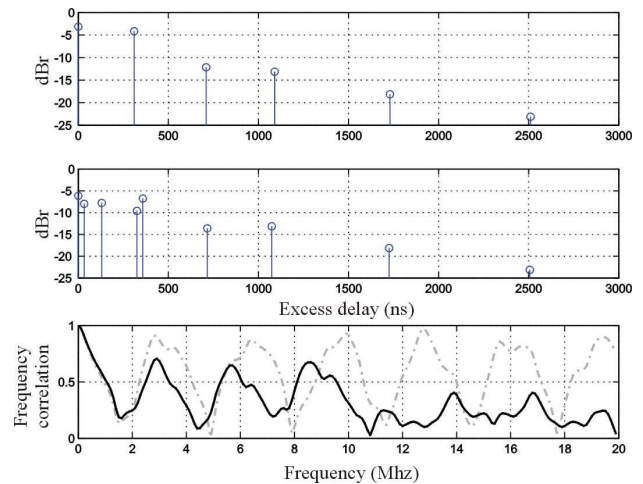 0
-5
-10
-15
-20
-25
dBr
0 500 1000 1500 2000 2500 3000
0
-5
-10
-15
-20
-25
dBr
0 500 1000 1500 2000 2500 3000
Excess delay (ns)
1
0.5
0
Frequency
correlation
0 2 4 6 8 10 12 14 16 18 20
Frequency (Mhz)